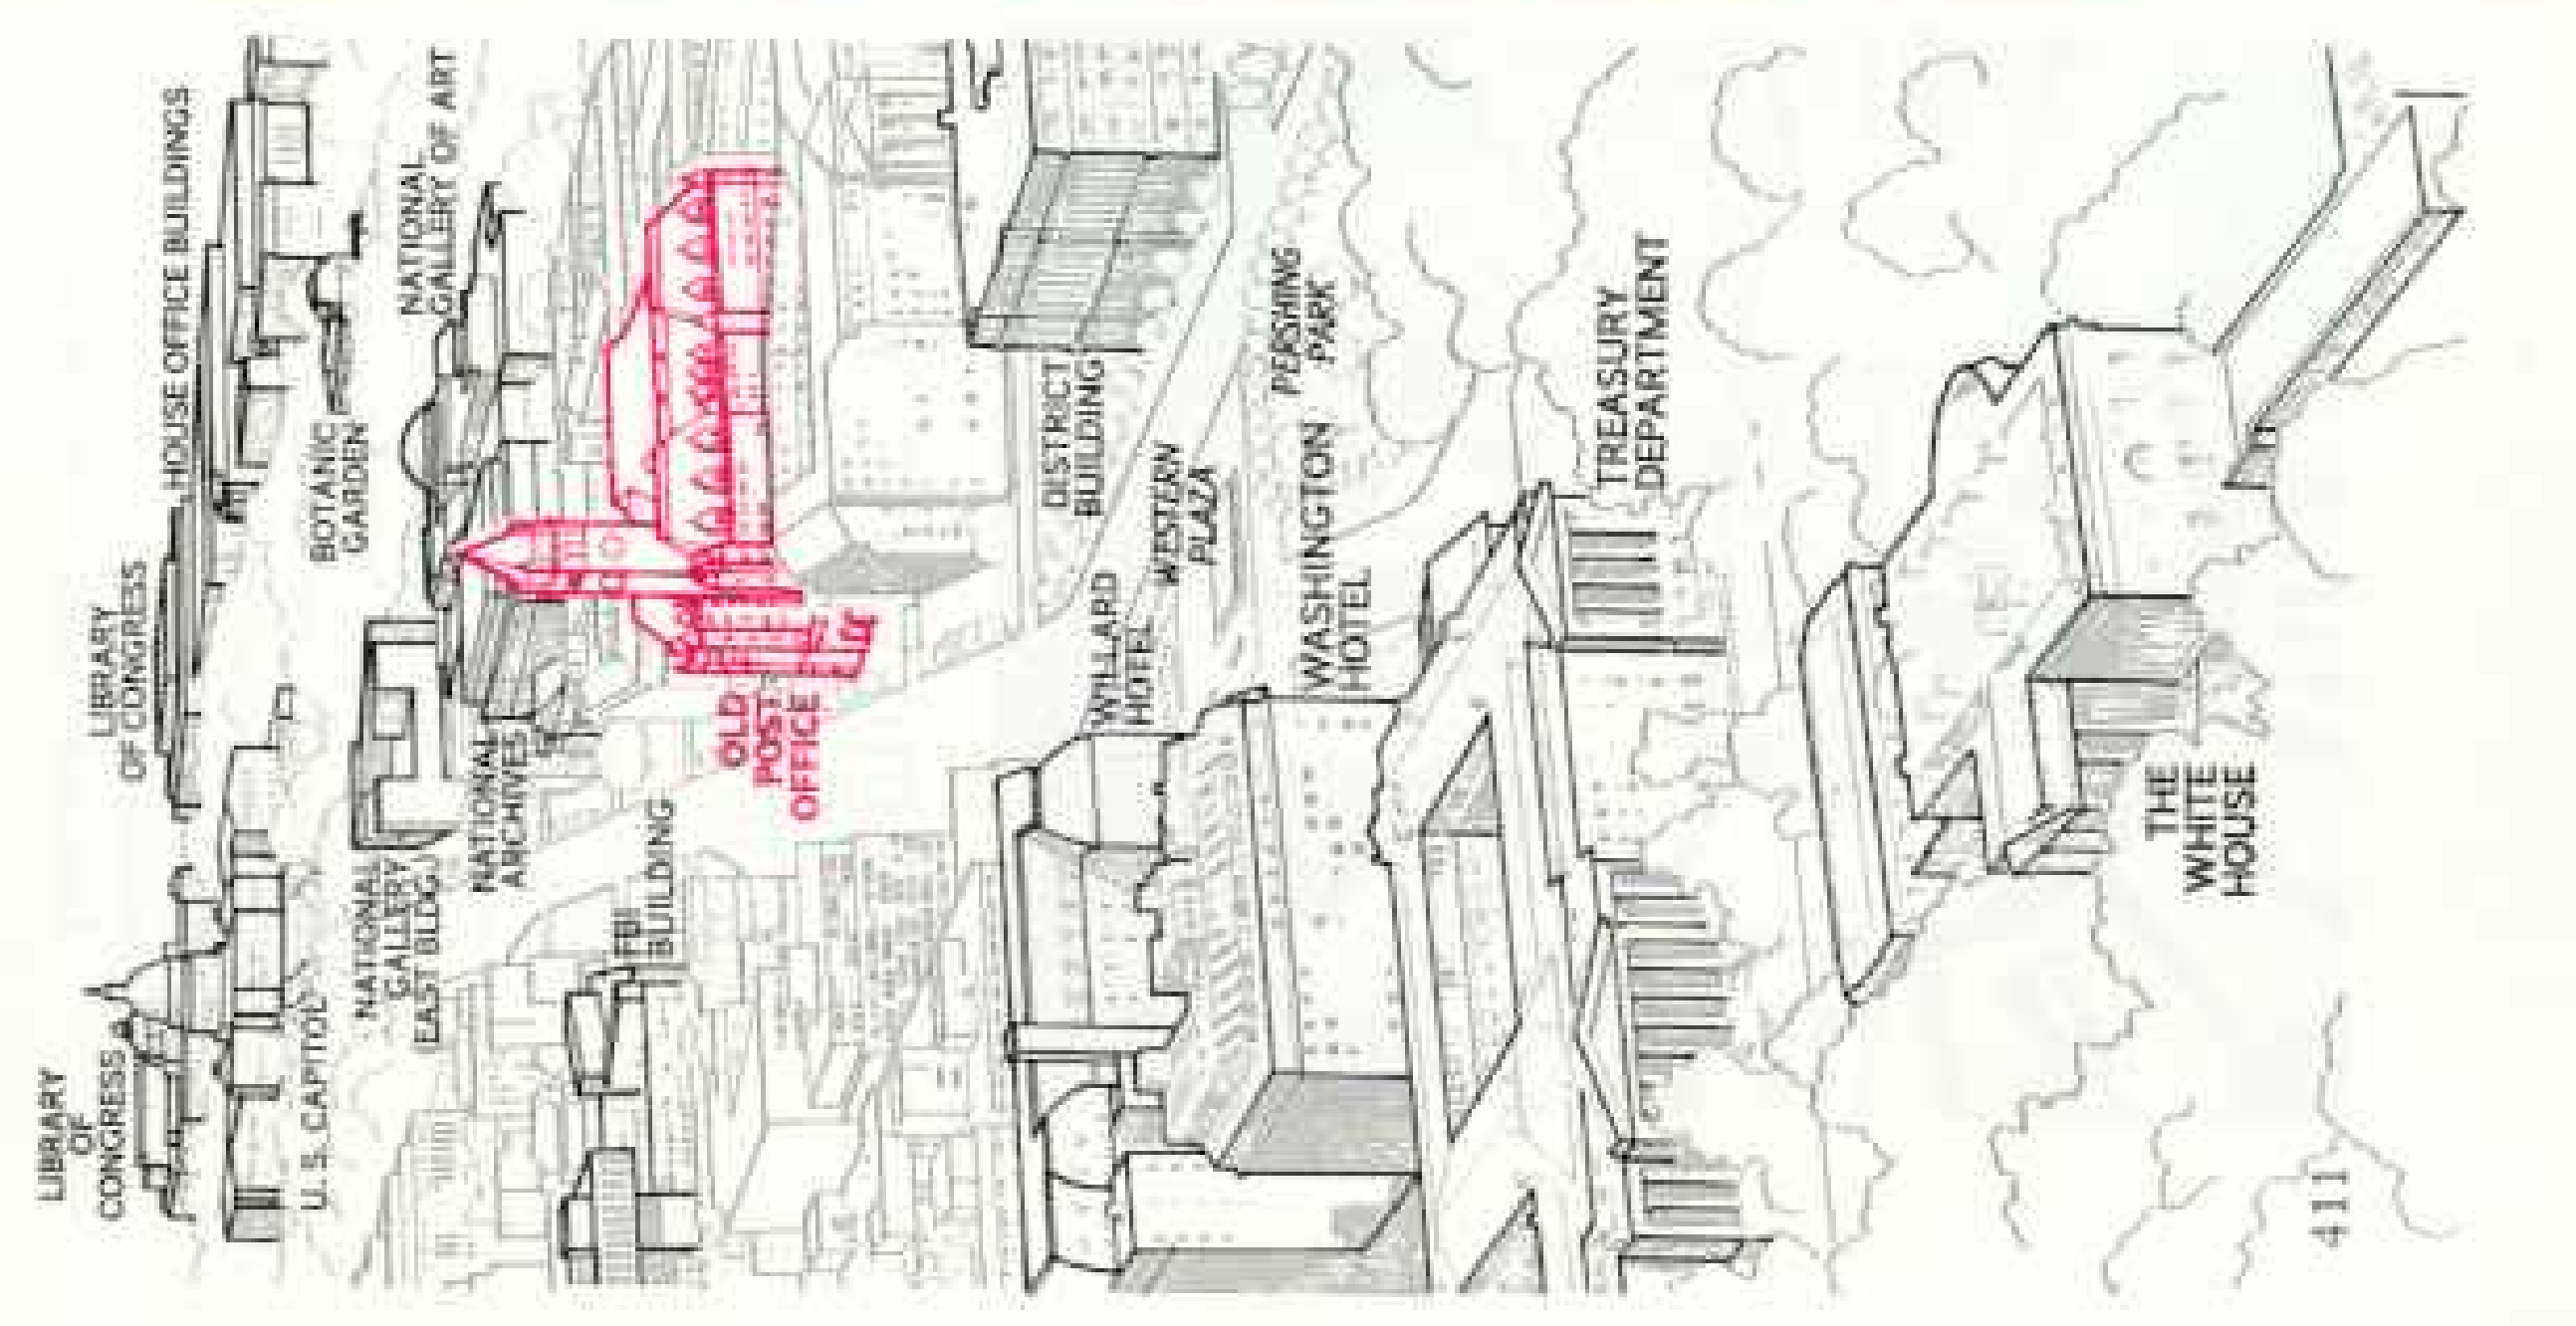 LIBRARY
OF
CONGRESS
LIBRARY
OF CONGRESS
HOUSE OFFICE BUILDINGS
U.S. CAPITOL
BOTANIC
GARDEN
NATIONAL
GALLERY
EAST BLDG.
NATIONAL
GALLERY OF ART
NATIONAL
ARCHIVES
FBI
BUILDING
OLD
POST
OFFICE
DISTRICT
BUILDING
WILLARD
HOTEL
WESTERN
PLAZA
PERSHING
PARK
WASHINGTON
HOTEL
TREASURY
DEPARTMENT
THE
WHITE
HOUSE
411